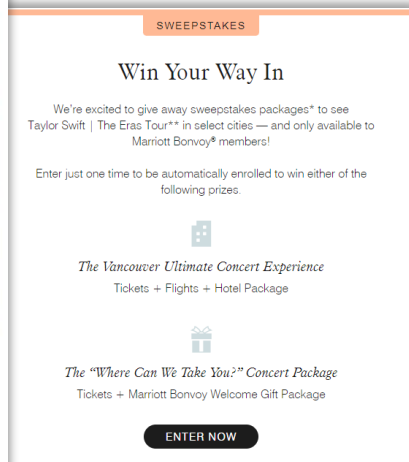 SWEEPSTAKES
Win Your Way In
We're excited to give away sweepstakes packages* to see
Taylor Swift | The Eras Tour** in select cities — and only available to
Marriott Bonvoy® members!
Enter just one time to be automatically enrolled to win either of the
following prizes.
The Vancouver Ultimate Concert Experience
Tickets + Flights + Hotel Package
The “Where Can We Take You?” Concert Package
Tickets + Marriott Bonvoy Welcome Gift Package
ENTER NOW